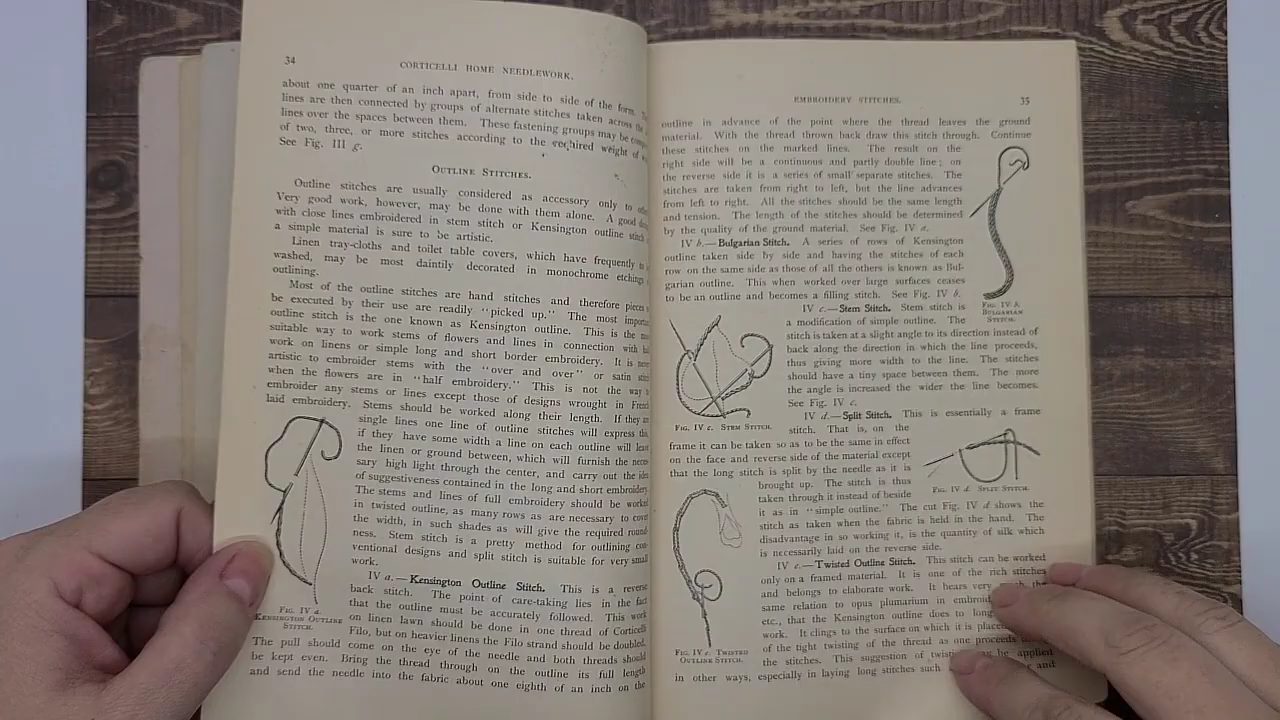 34
CORTICELLI HOME NEEDLEWORK.
about one quarter of an inch apart, from side to side of the form.
lines are then connected by groups of alternate stitches taken across the
lines over the spaces between them. These fastening groups may be
of two, three, or more stitches according to the weight of
See Fig. III g.
OUTLINE STITCHES.
Outline stitches are usually considered as accessory only to
Very good work, however, may be done with them alone. A good
with close lines embroidered in stem stitch or Kensington outline stitch
a simple material is sure to be artistic.
Linen tray-cloths and toilet table covers, which have frequently to
washed, may be most daintily decorated in monochrome etchings
outlining.
Most of the outline stitches are hand stitches and therefore pieces
be executed by their use are readily "picked up." The most
outline stitch is the one known as Kensington outline. This is the
suitable way to work stems of flowers and lines in connection with
work on linens or simple long and short border embroidery. It is
artistic to embroider stems with the "over and over" or satin
when the flowers are in "half embroidery." This is not the way
embroider any stems or lines except those of designs wrought in
laid embroidery. Stems should be worked along their length. If they
single lines one line of outline stitches will express
if they have some width a line on each outline will
the linen or ground between, which will furnish the neces-
sary high light through the center, and carry out the
of suggestiveness contained in the long and short embroidery.
The stems and lines of full embroidery should be worked
in twisted outline, as many rows as are necessary to cover
the width, in such shades as will give the required round-
ness. Stem stitch is a pretty method for outlining con-
ventional designs and split stitch is suitable for very small
work.
IV a.—Kensington Outline Stitch. This is a reverse
back stitch. The point of care-taking lies in the fact
that the outline must be accurately followed. This work
on linen lawn should be done in one thread of Corticelli
Filo, but on heavier linens the Filo strand should be doubled.
The pull should come on the eye of the needle and both threads should
be kept even. Bring the thread through on the outline its full length
and send the needle into the fabric about one eighth of an inch on the
FIG. IV a.
KENSINGTON OUTLINE
STITCH.
EMBROIDERY STITCHES.
35
outline in advance of the point where the thread leaves the ground
material. With the thread thrown back draw this stitch through. Continue
these stitches on the marked lines. The result on the
right side will be a continuous and partly double line; on
the reverse side it is a series of small separate stitches. The
stitches are taken from right to left, but the line advances
from left to right. All the stitches should be the same length
and tension. The length of the stitches should be determined
by the quality of the ground material. See Fig. IV a.
IV b.—Bulgarian Stitch. A series of rows of Kensington
outline taken side by side and having the stitches of each
row on the same side as those of all the others is known as Bul-
garian outline. This when worked over large surfaces ceases
to be an outline and becomes a filling stitch. See Fig. IV b.
FIG. IV b.
BULGARIAN
STITCH.
IV c.—Stem Stitch. Stem stitch is
a modification of simple outline. The
stitch is taken at a slight angle to its direction instead of
back along the direction in which the line proceeds,
thus giving more width to the line. The stitches
should have a tiny space between them. The more
the angle is increased the wider the line becomes.
See Fig. IV c.
FIG. IV c. STEM STITCH.
IV d.—Split Stitch. This is essentially a frame
stitch. That is, on the
frame it can be taken so as to be the same in effect
on the face and reverse side of the material except
that the long stitch is split by the needle as it is
brought up. The stitch is thus
taken through it instead of beside
it as in "simple outline." The cut Fig. IV d shows the
stitch as taken when the fabric is held in the hand. The
disadvantage in so working it, is the quantity of silk which
is necessarily laid on the reverse side.
FIG. IV d. SPLIT STITCH.
IV e.—Twisted Outline Stitch. This stitch can be worked
only on a framed material. It is one of the rich stitches
and belongs to elaborate work. It bears very the
same relation to opus plumarium in
etc., that the Kensington outline does to long
work. It clings to the surface on which it is
of the tight twisting of the thread as one proceeds
the stitches. This suggestion of be applied
in other ways, especially in laying long stitches such and
FIG. IV e. TWISTED
OUTLINE STITCH.